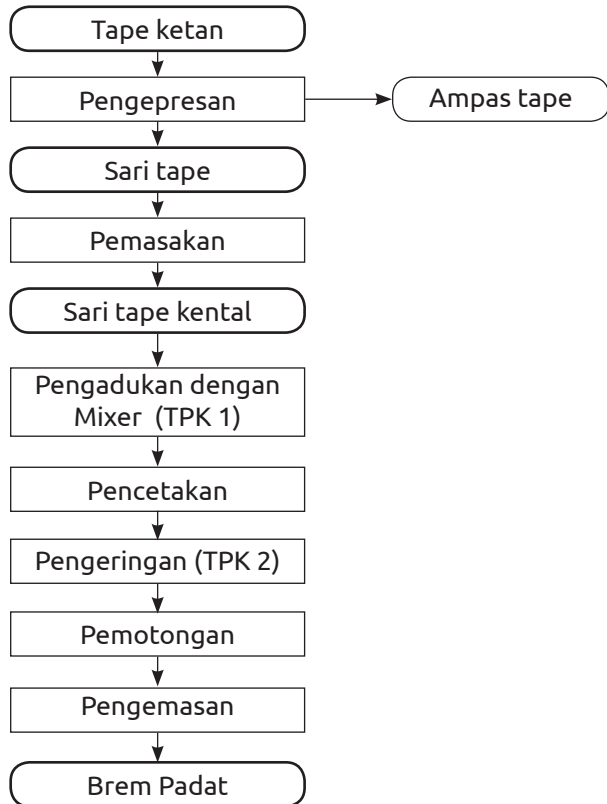 Tape ketan
Pengepresan
Ampas tape
Sari tape
Pemasakan
Sari tape kental
Pengadukan dengan
Mixer (TPK 1)
Pencetakan
Pengeringan (TPK 2)
Pemotongan
Pengemasan
Brem Padat